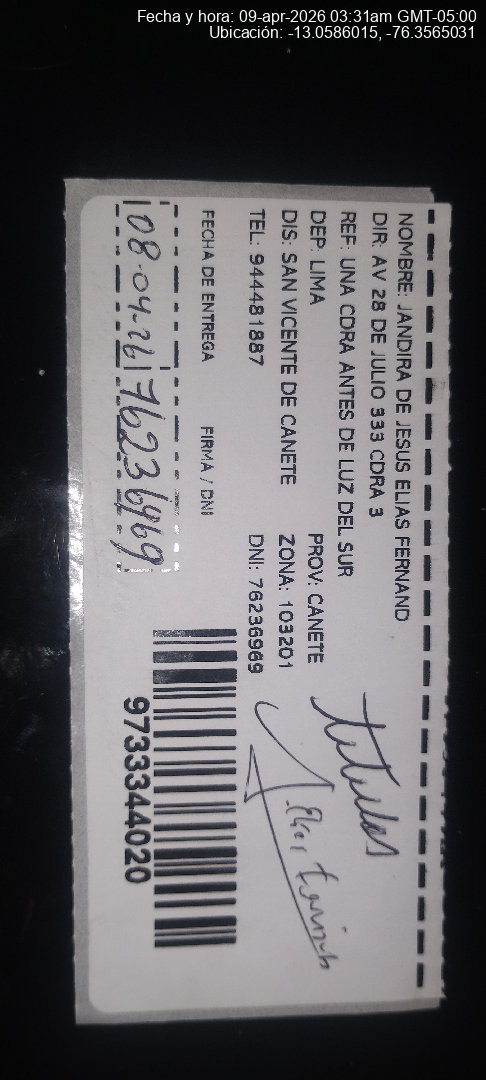 Fecha y hora: 09-apr-2026 03:31am GMT-05:00
Ubicación: -13.0586015, -76.3565031
NOMBRE: JANDIRA DE JESUS ELIAS FERNAND
DIR: AV 28 DE JULIO 333 CDRA 3
REF: UNA CDRA ANTES DE LUZ DEL SUR
DEP: LIMA PROV: CANETE
DIS: SAN VICENTE DE CANETE ZONA: 103201
TEL: 944481887 DNI: 76236969
FECHA DE ENTREGA FIRMA / DNI
08-04-26 76236969
titular
9733344020